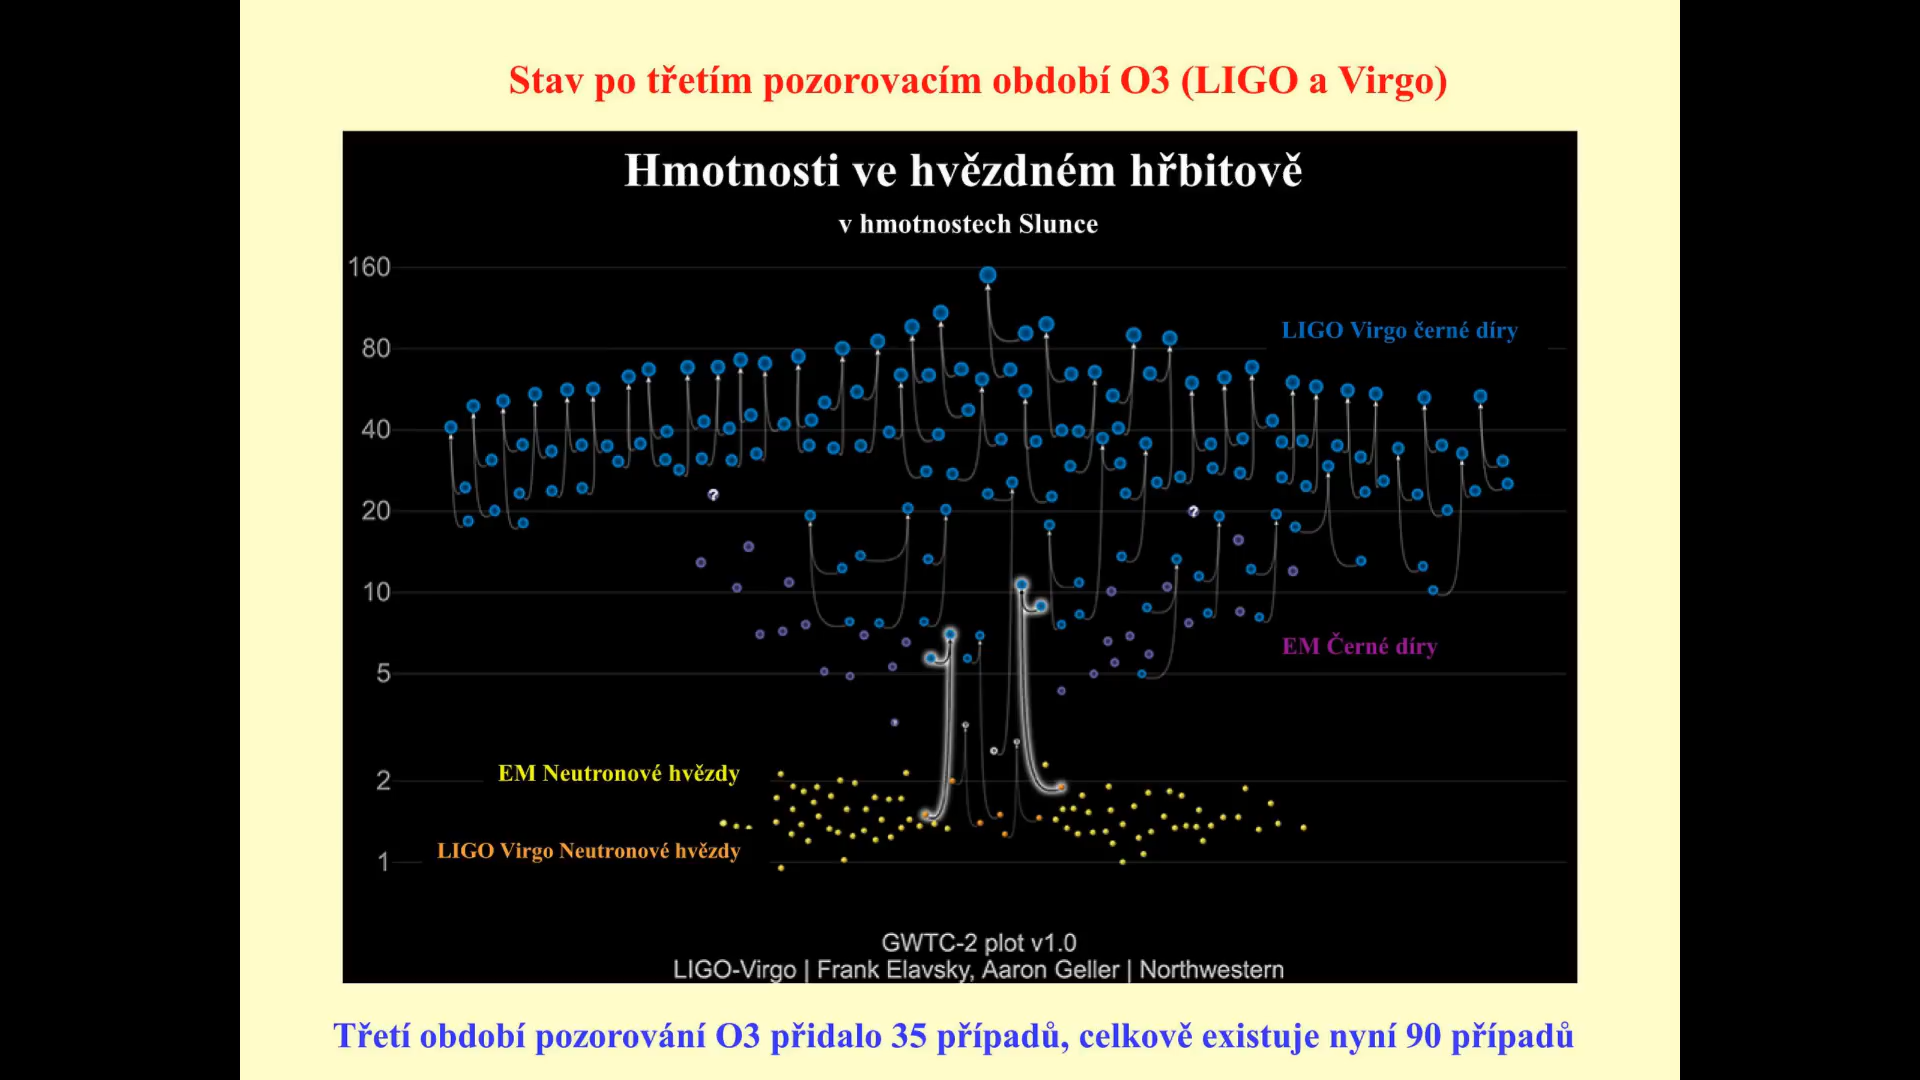 Stav po třetím pozorovacím období O3 (LIGO a Virgo)
Hmotnosti ve hvězdném hřbitově
v hmotnostech Slunce
160
LIGO Virgo černé díry
80
40
20
10
EM Černé díry
5
EM Neutronové hvězdy
2
LIGO Virgo Neutronové hvězdy
1
GWTC-2 plot v1.0
LIGO-Virgo | Frank Elavsky, Aaron Geller | Northwestern
Třetí období pozorování O3 přidalo 35 případů, celkově existuje nyní 90 případů